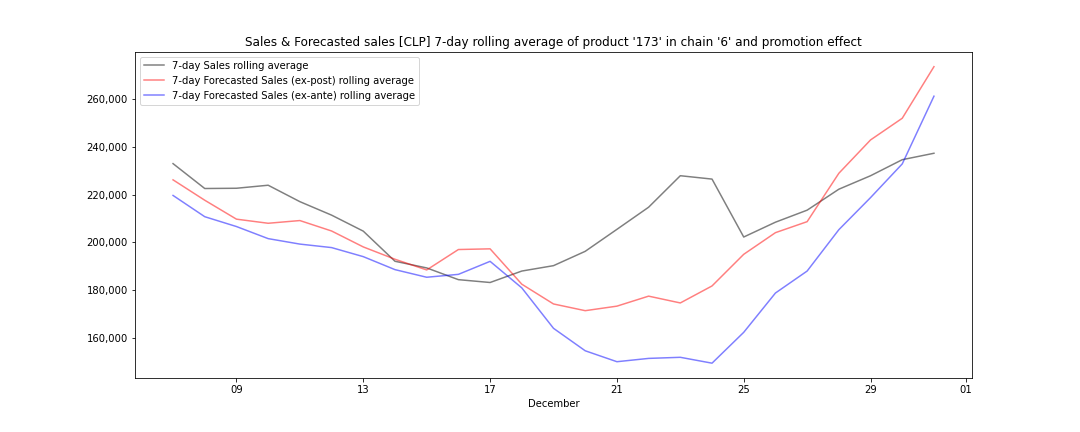 Sales & Forecasted sales [CLP] 7-day rolling average of product '173' in chain '6' and promotion effect
7-day Sales rolling average
7-day Forecasted Sales (ex-post) rolling average
7-day Forecasted Sales (ex-ante) rolling average
260,000
240,000
220,000
200,000
180,000
160,000
09 13 17 21 25 29 01
December